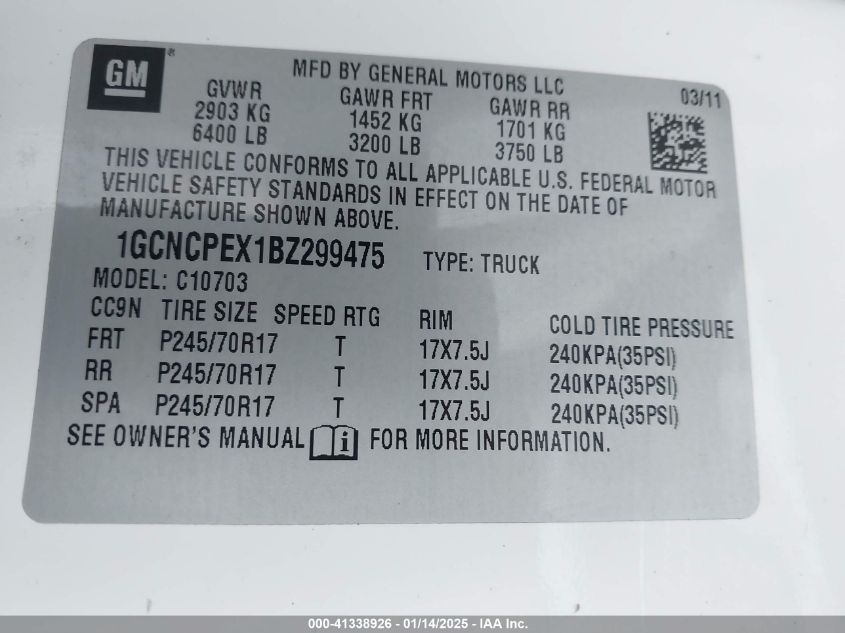 GM®
MFD BY GENERAL MOTORS LLC
03/11
GVWR GAWR FRT GAWR RR
2903 KG 1452 KG 1701 KG
6400 LB 3200 LB 3750 LB
THIS VEHICLE CONFORMS TO ALL APPLICABLE U.S. FEDERAL MOTOR
VEHICLE SAFETY STANDARDS IN EFFECT ON THE DATE OF
MANUFACTURE SHOWN ABOVE.
1GCNCPEX1BZ299475 TYPE: TRUCK
MODEL: C10703
CC9N TIRE SIZE SPEED RTG RIM COLD TIRE PRESSURE
FRT P245/70R17 T 17X7.5J 240KPA(35PSI)
RR P245/70R17 T 17X7.5J 240KPA(35PSI)
SPA P245/70R17 T 17X7.5J 240KPA(35PSI)
SEE OWNER'S MANUAL i FOR MORE INFORMATION.
000-41338926 - 01/14/2025 - IAA Inc.